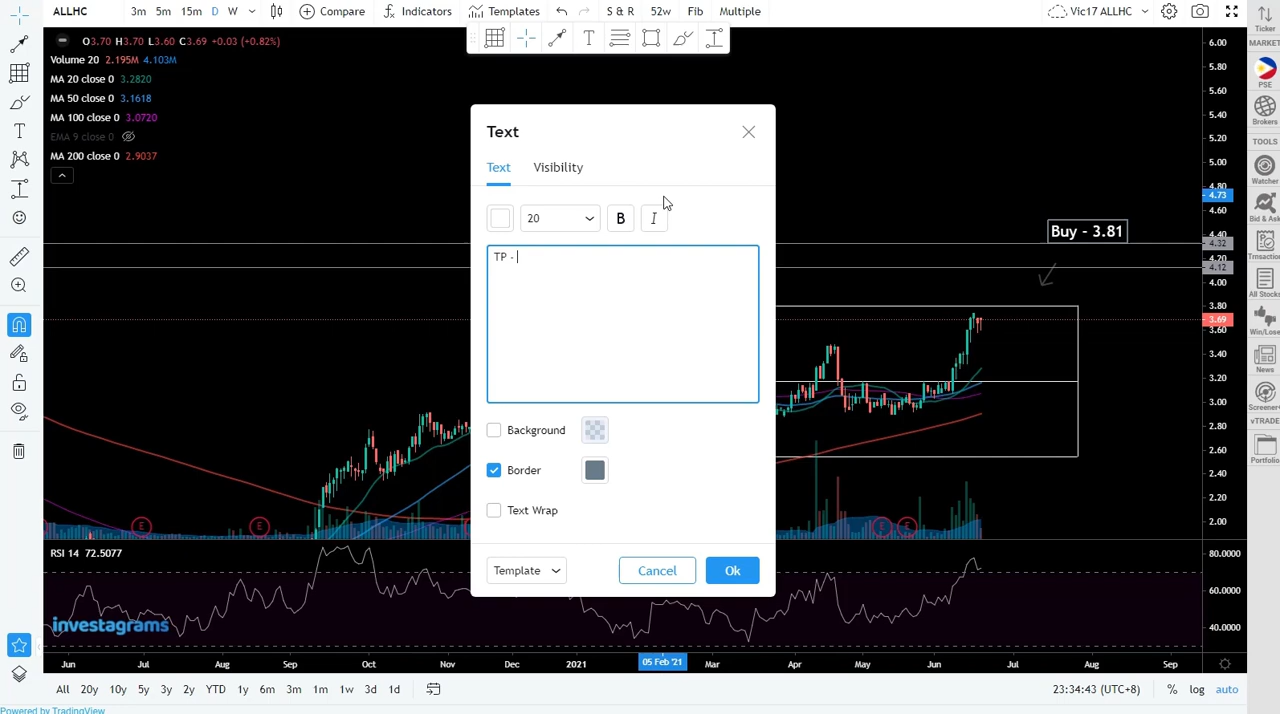 ALLHC
3m 5m 15m D W
Compare
Indicators
Templates
S & R
52w
Fib
Multiple
Vic17 ALLHC
O3.70 H3.70 L3.60 C3.69 +0.03 (+0.82%)
Volume 20 2.195M 4.103M
MA 20 close 0 3.2820
MA 50 close 0 3.1618
MA 100 close 0 3.0720
EMA 9 close 0
MA 200 close 0 2.9037
Text
Text Visibility
20 B I
TP -
Background
Border
Text Wrap
Template
Cancel
Ok
Buy - 3.81
6.00
5.80
5.60
5.40
5.20
5.00
4.80
4.73
4.60
4.40
4.32
4.20
4.12
4.00
3.80
3.69
3.60
3.40
3.20
3.00
2.80
2.60
2.40
2.20
2.00
E E E E
RSI 14 72.5077
80.0000
60.0000
40.0000
investagrams
Jun Jul Aug Sep Oct Nov Dec 2021 05 Feb '21 Mar Apr May Jun Jul Aug Sep
All 20y 10y 5y 3y 2y YTD 1y 6m 3m 1m 1w 3d 1d
23:34:43 (UTC+8)
% log auto
Powered by TradingView
Ticker
MARKET
PSE
Brokers
TOOLS
Watcher
Bid & Ask
Trnsaction
All Stocks
Win/Lose
News
Screener
vTRADE
Portfolio